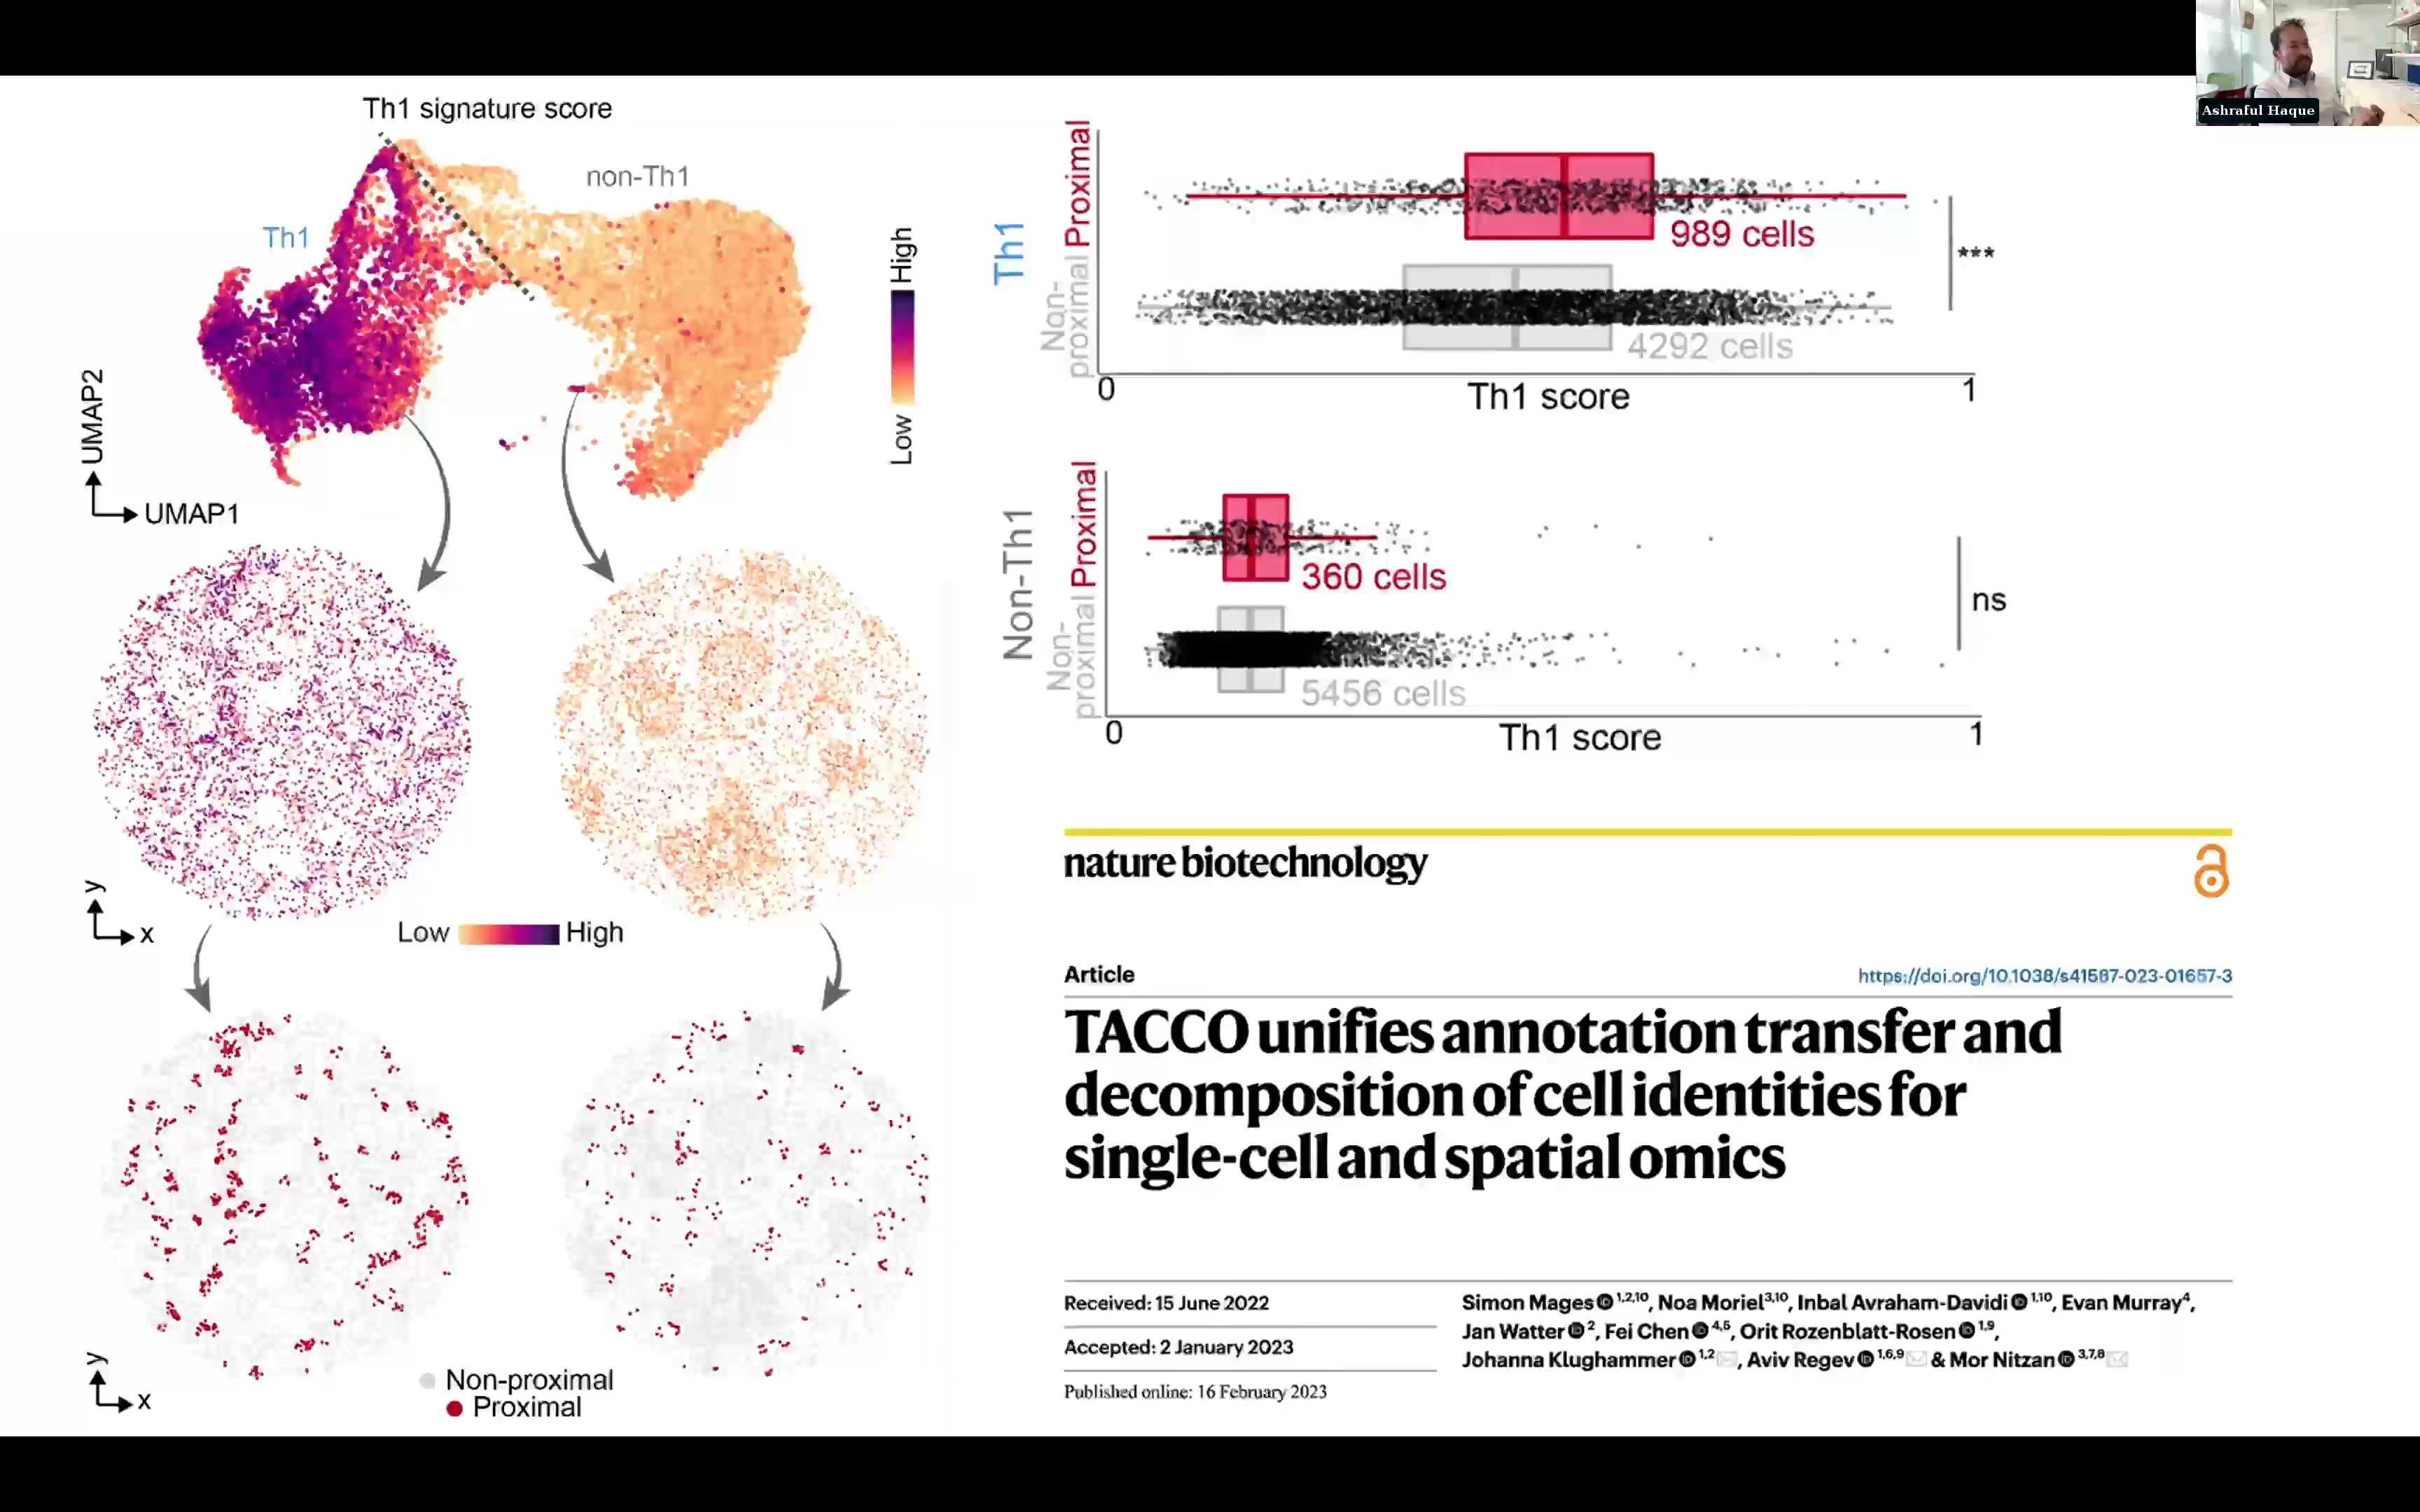 Ashraful Haque
Th1 signature score
non-Th1
Th1
High
Low
UMAP2
UMAP1
y
x
Low
High
y
x
Non-proximal
Proximal
Th1
Proximal
Non-
proximal
989 cells
4292 cells
***
0
Th1 score
1
Non-Th1
Proximal
Non-
proximal
360 cells
5456 cells
ns
0
Th1 score
1
nature biotechnology
Article
https://doi.org/10.1038/s41587-023-01657-3
TACCO unifies annotation transfer and
decomposition of cell identities for
single-cell and spatial omics
Received: 15 June 2022
Accepted: 2 January 2023
Published online: 16 February 2023
Simon Mages 1,2,10, Noa Moriel3,10, Inbal Avraham-Davidi 1,10, Evan Murray4,
Jan Watter 2, Fei Chen 4,5, Orit Rozenblatt-Rosen 1,9,
Johanna Klughammer 1,2, Aviv Regev 1,6,9 & Mor Nitzan 3,7,8